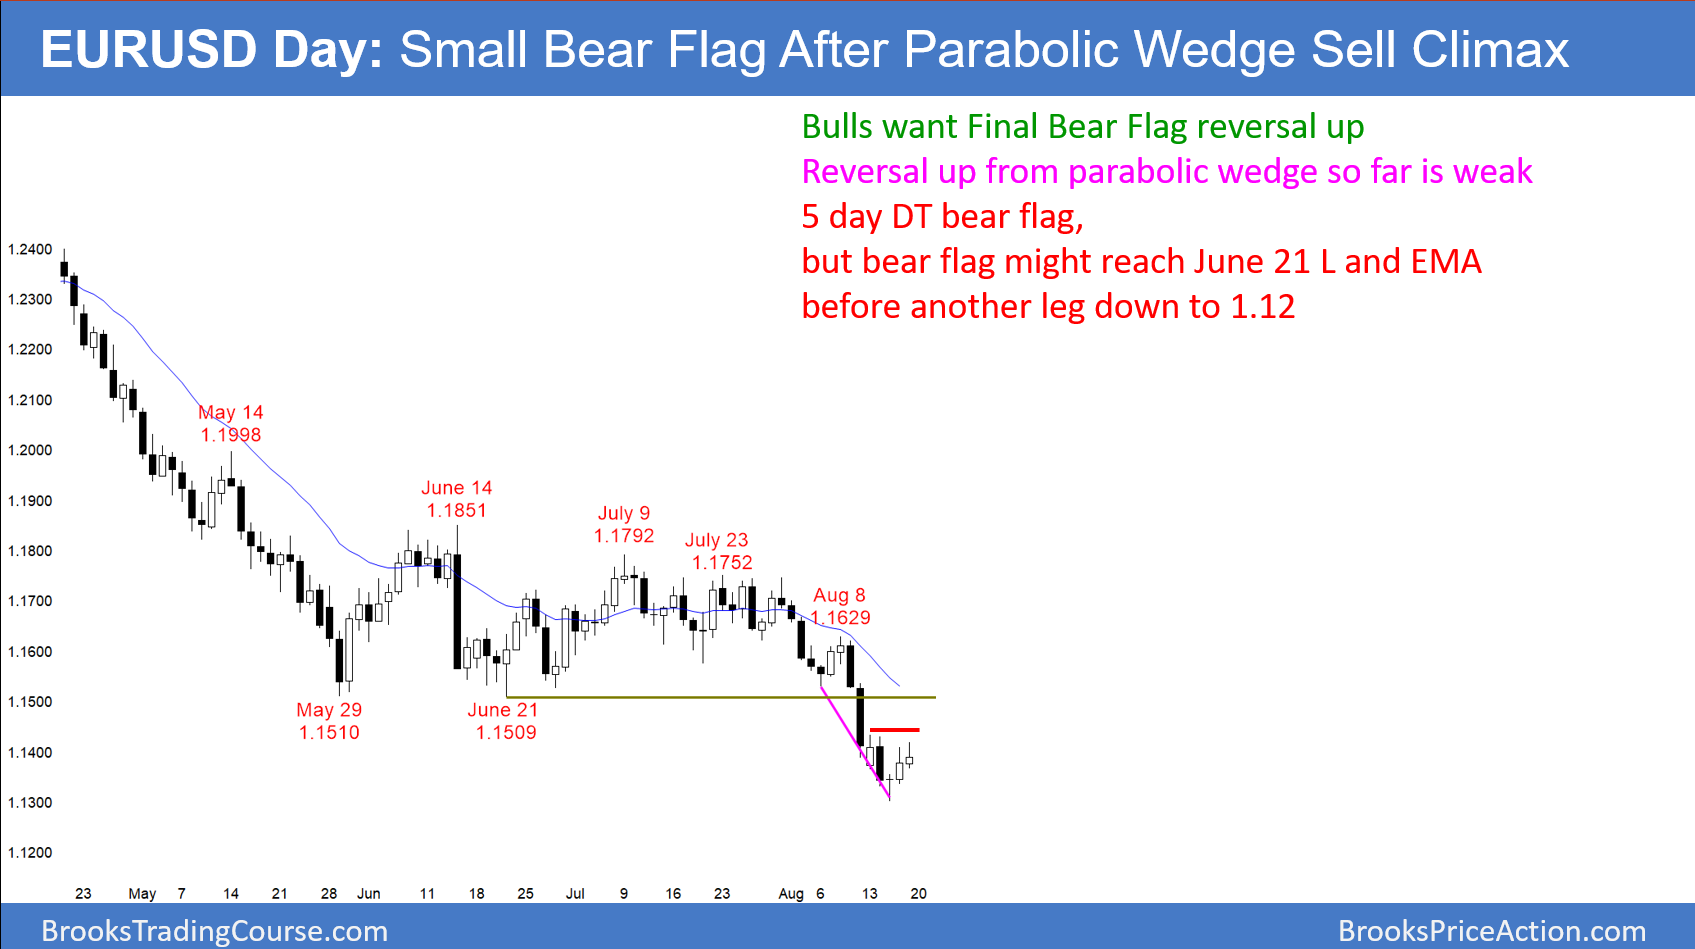 EURUSD Day: Small Bear Flag After Parabolic Wedge Sell Climax
Bulls want Final Bear Flag reversal up
Reversal up from parabolic wedge so far is weak
5 day DT bear flag,
but bear flag might reach June 21 L and EMA
before another leg down to 1.12
1.2400
1.2300
1.2200
1.2100
1.2000
1.1900
1.1800
1.1700
1.1600
1.1500
1.1400
1.1300
1.1200
May 14
1.1998
June 14
1.1851
July 9
1.1792
July 23
1.1752
Aug 8
1.1629
May 29
1.1510
June 21
1.1509
23 May 7 14 21 28 Jun 11 18 25 Jul 9 16 23 Aug 6 13 20
BrooksTradingCourse.com
BrooksPriceAction.com